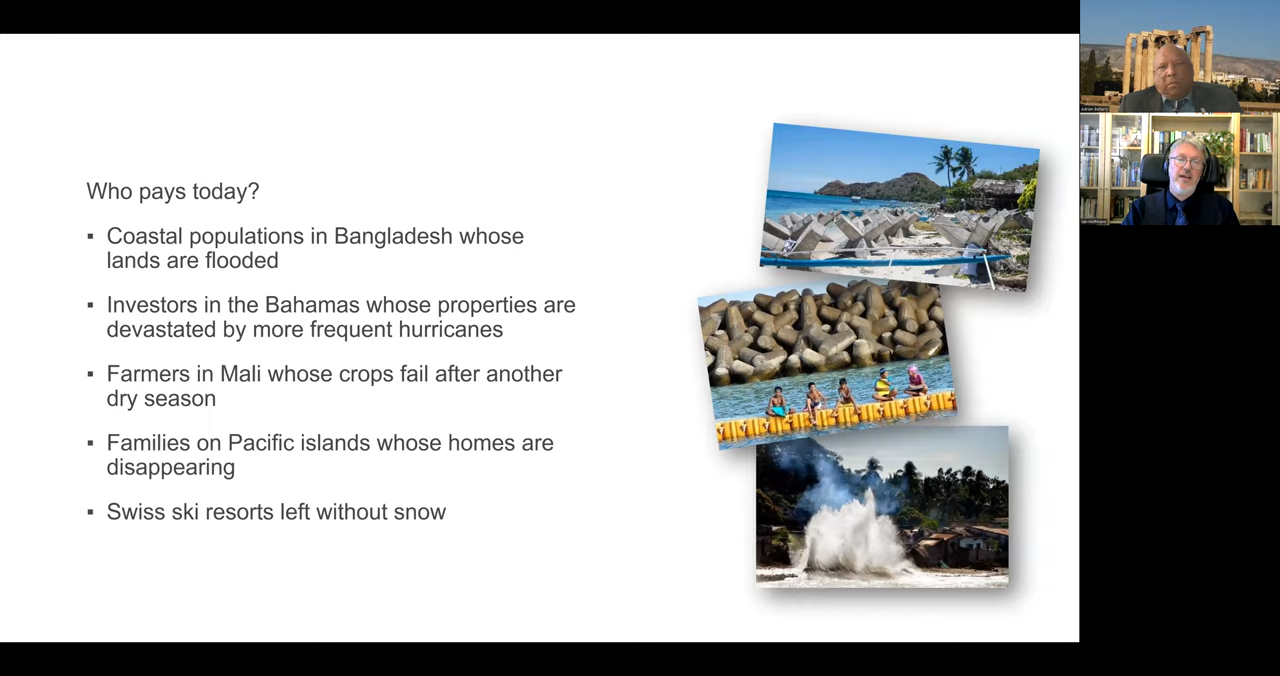 Who pays today?
▪ Coastal populations in Bangladesh whose
lands are flooded
▪ Investors in the Bahamas whose properties are
devastated by more frequent hurricanes
▪ Farmers in Mali whose crops fail after another
dry season
▪ Families on Pacific islands whose homes are
disappearing
▪ Swiss ski resorts left without snow